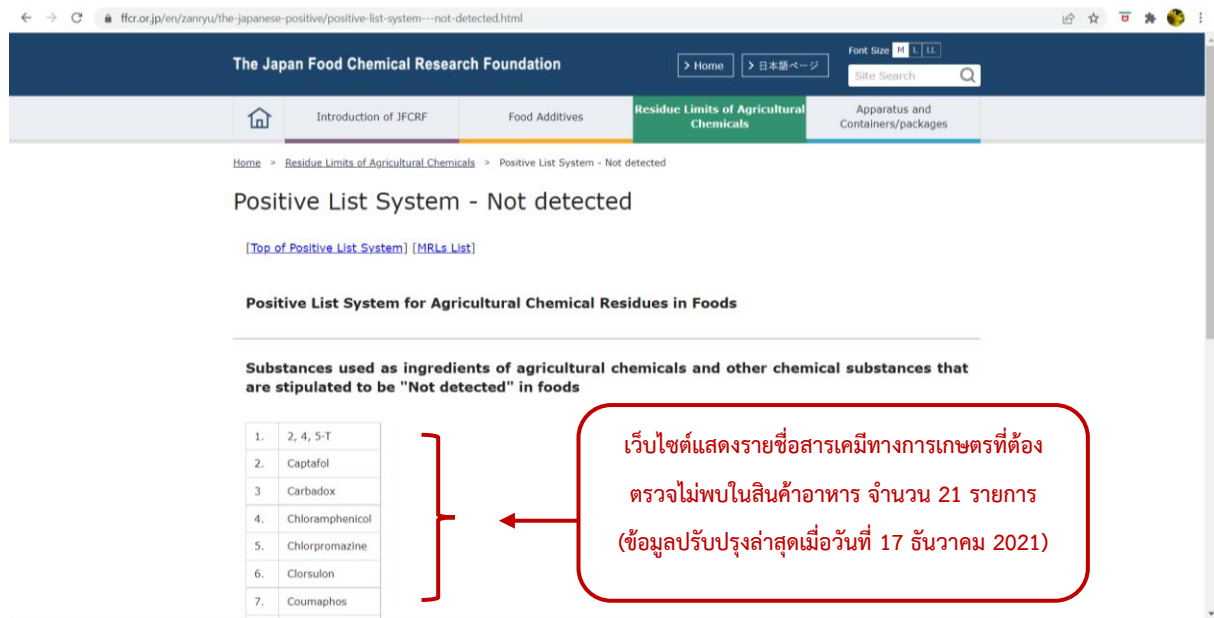 ffcr.or.jp/en/zanryu/the-japanese-positive/positive-list-system---not-detected.html
The Japan Food Chemical Research Foundation
> Home
> 日本語ページ
Font Size M L LL
Site Search
Introduction of JFCRF
Food Additives
Residue Limits of Agricultural
Chemicals
Apparatus and
Containers/packages
Home > Residue Limits of Agricultural Chemicals > Positive List System - Not detected
Positive List System - Not detected
[Top of Positive List System] [MRLs List]
Positive List System for Agricultural Chemical Residues in Foods
Substances used as ingredients of agricultural chemicals and other chemical substances that
are stipulated to be "Not detected" in foods
1. 2, 4, 5-T
2. Captafol
3 Carbadox
4. Chloramphenicol
5. Chlorpromazine
6. Clorsulon
7. Coumaphos
เว็บไซต์แสดงรายชื่อสารเคมีทางการเกษตรที่ต้อง
ตรวจไม่พบในสินค้าอาหาร จำนวน 21 รายการ
(ข้อมูลปรับปรุงล่าสุดเมื่อวันที่ 17 ธันวาคม 2021)